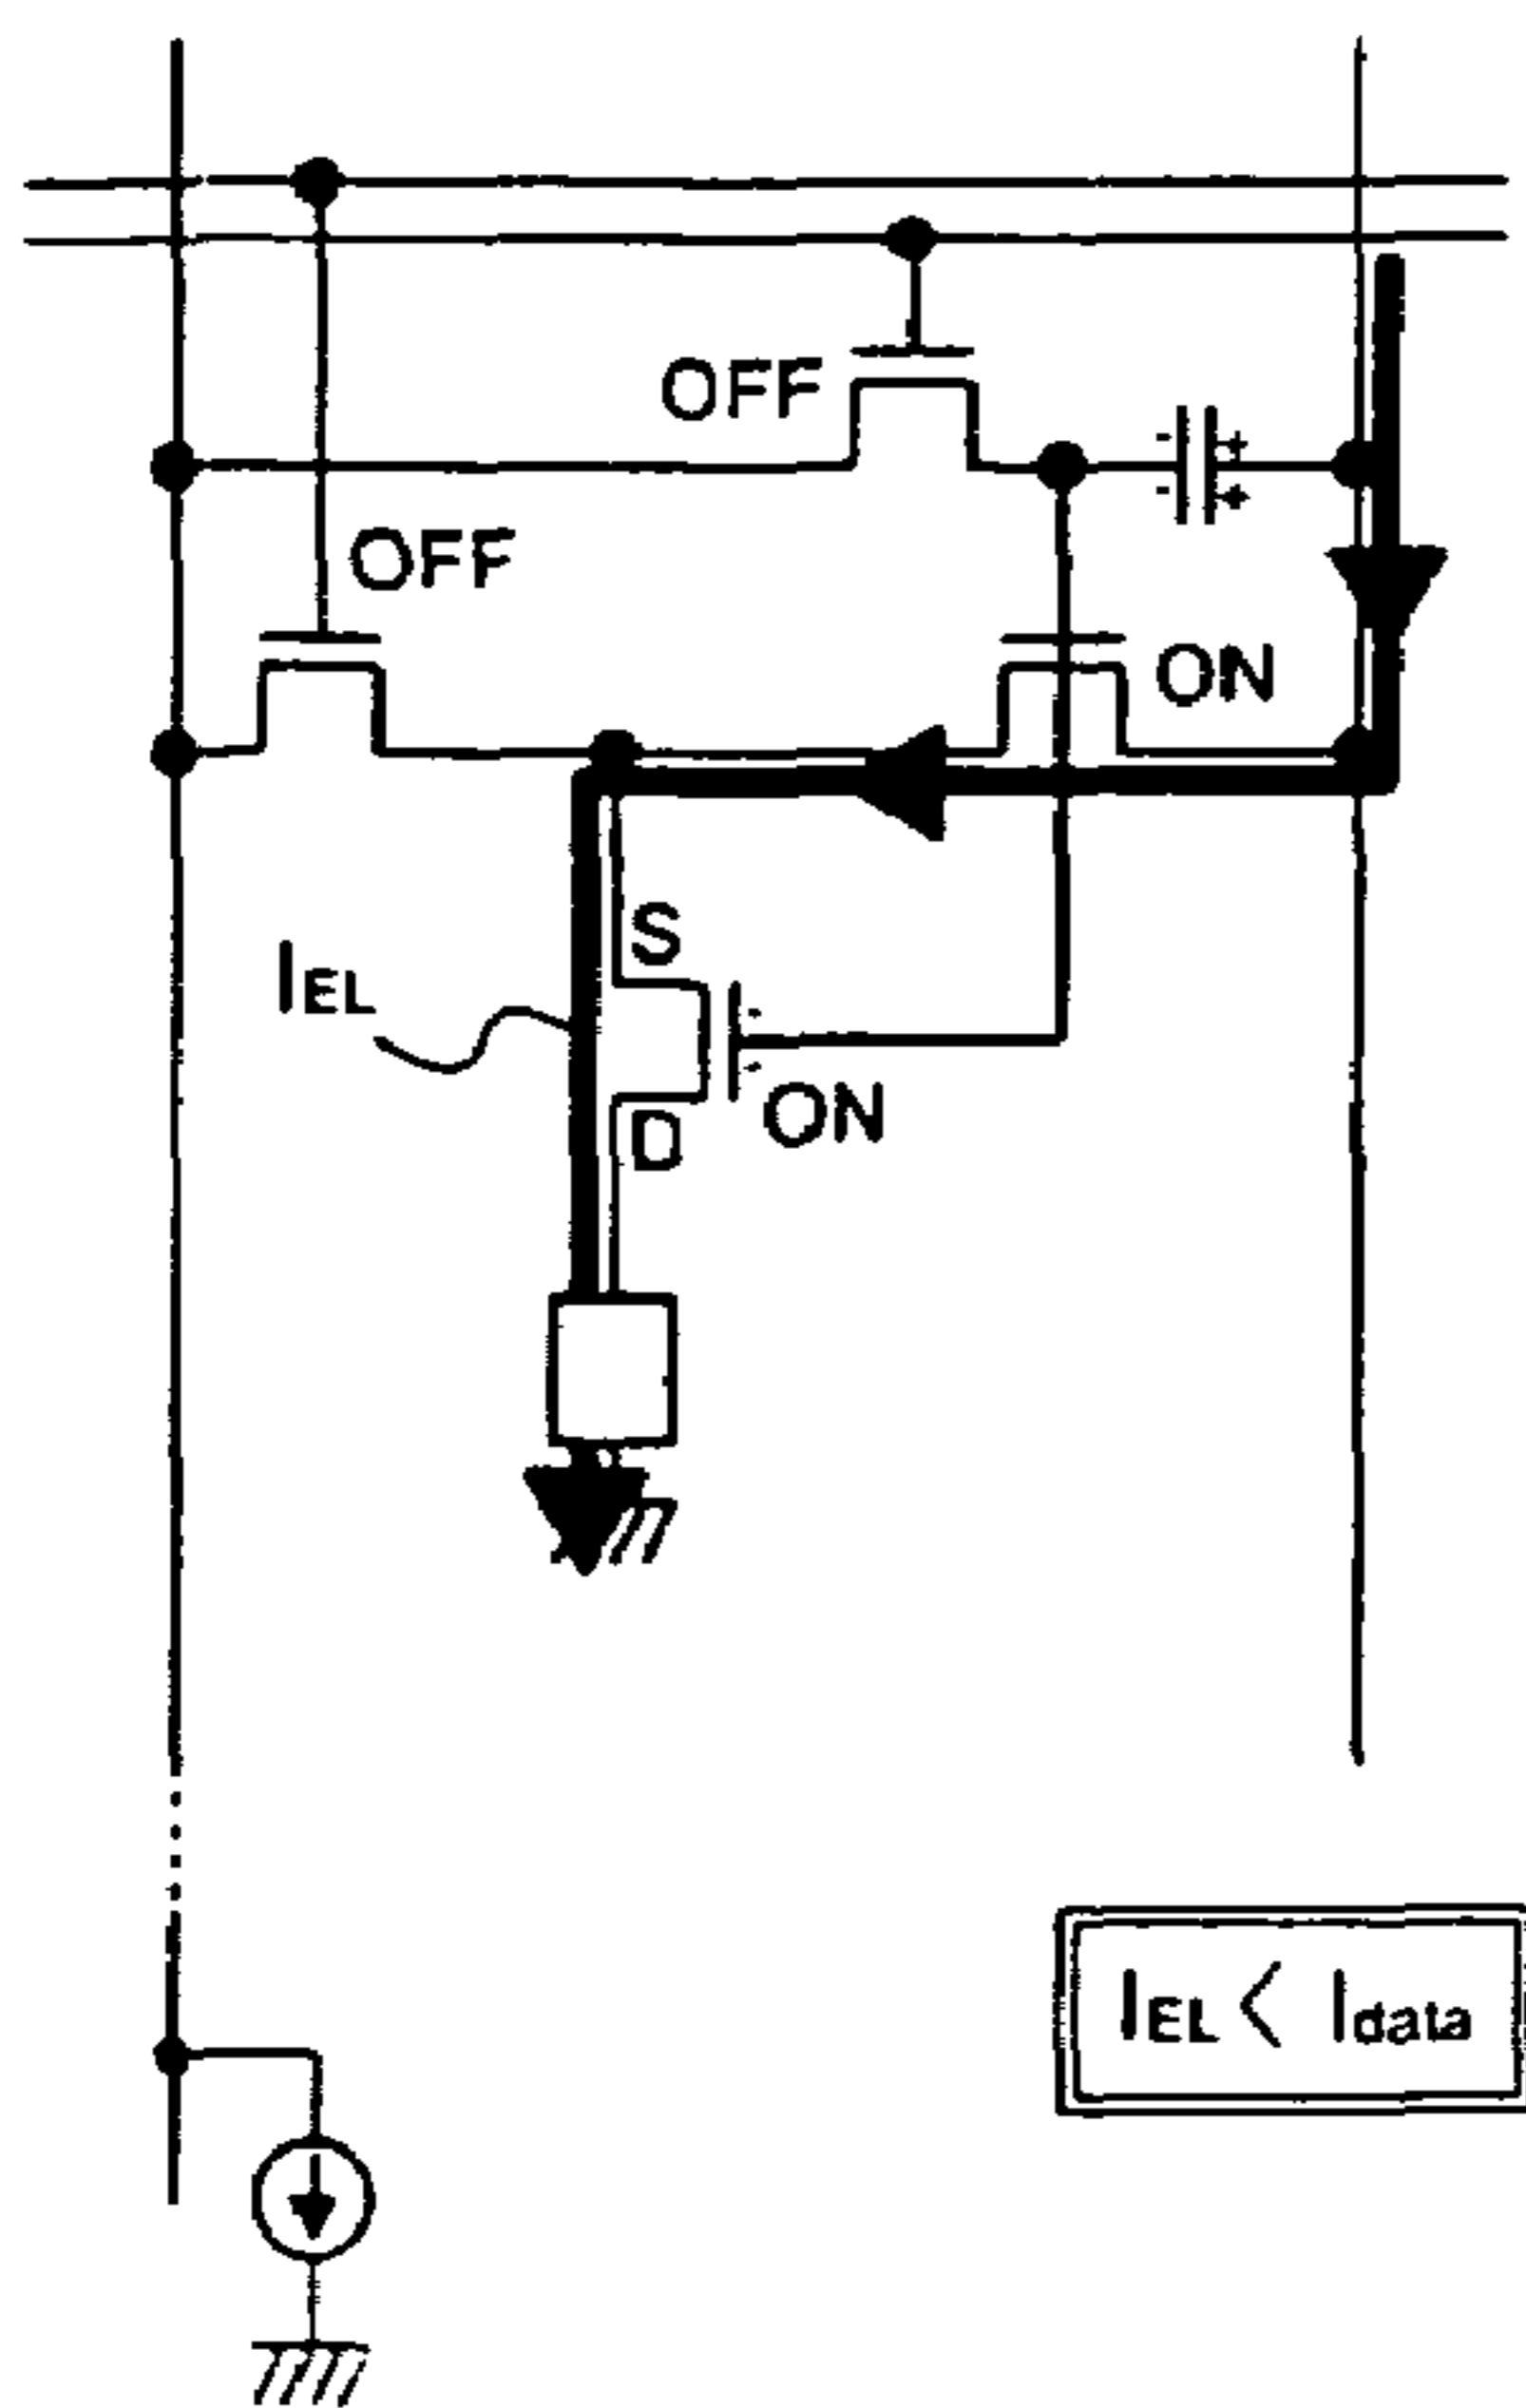 OFF
OFF
ON
S
IEL
ON
D
IEL < Idata